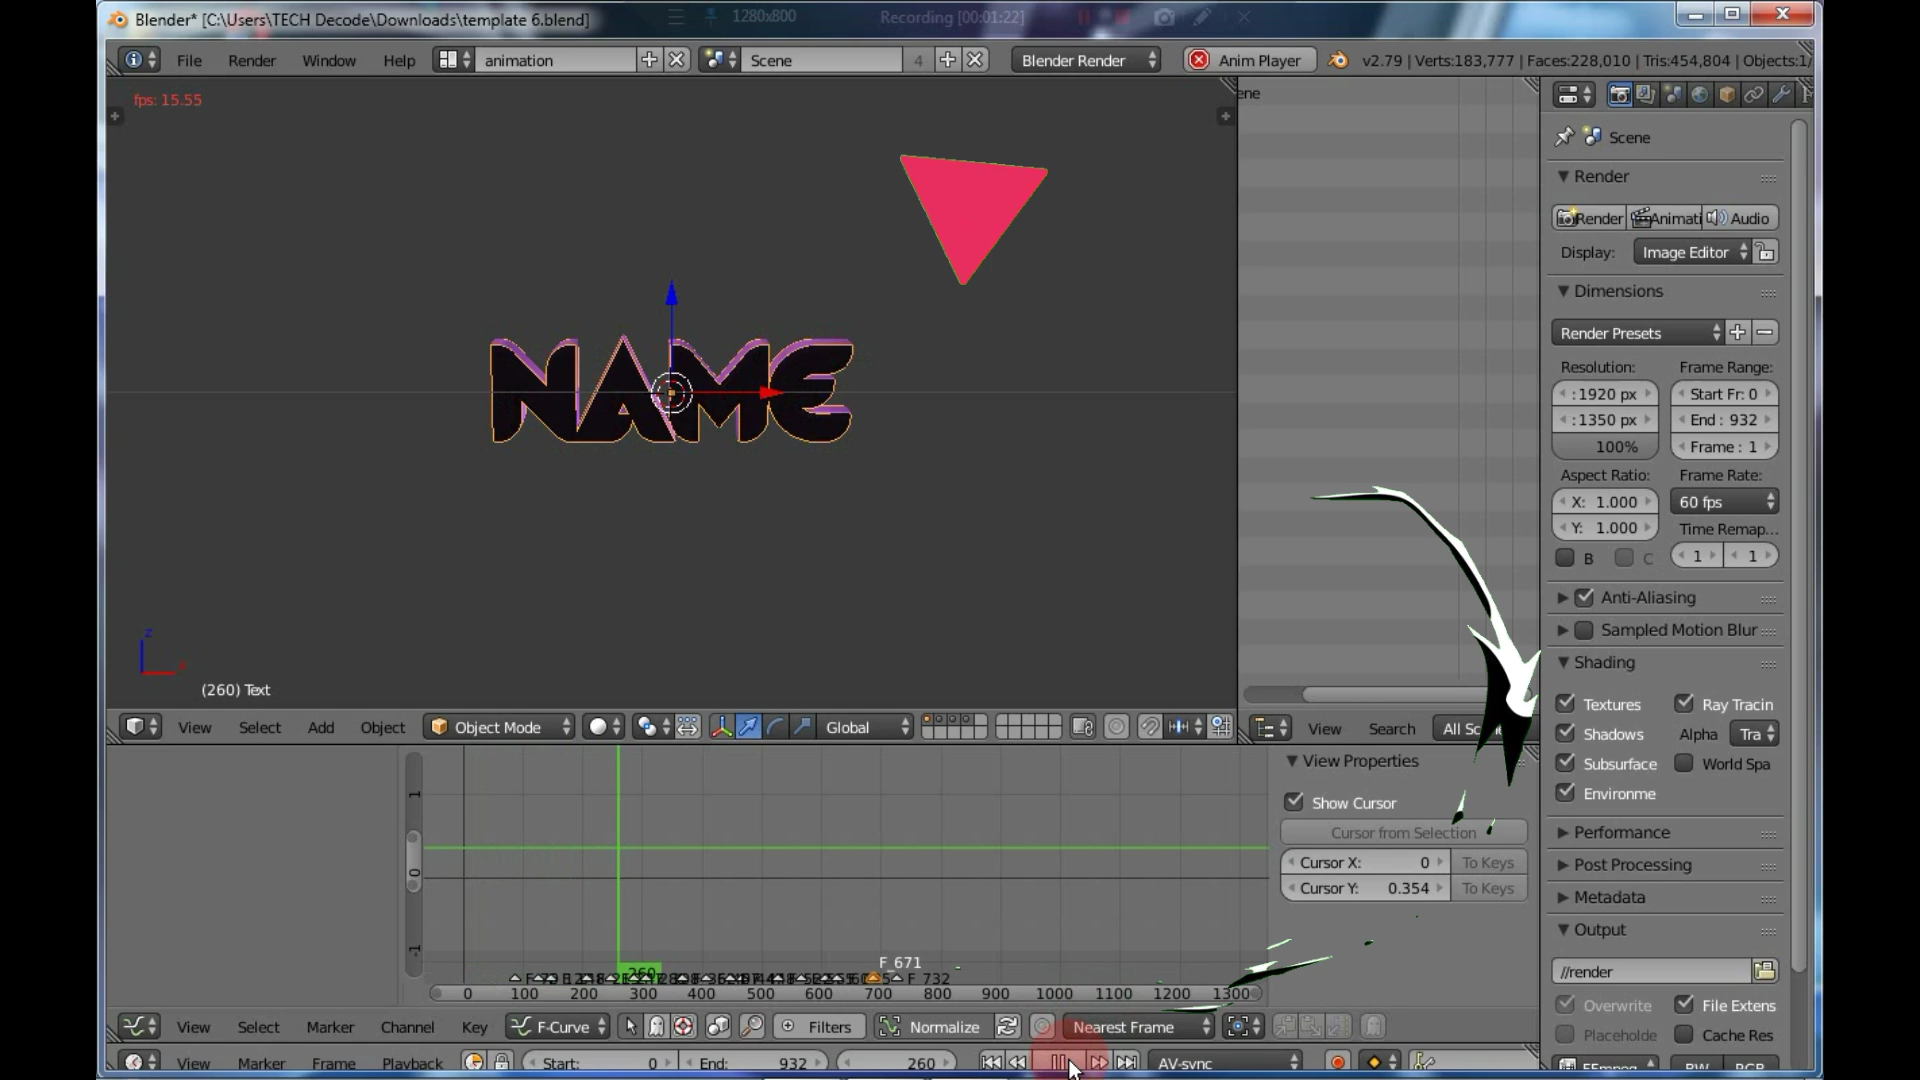 Blender* [C:\Users\TECH Decode\Downloads\template 6.blend]
1280x800
Recording [00:01:22]
File Render Window Help
animation
Scene
4
Blender Render
Anim Player
v2.79 | Verts:183,777 | Faces:228,010 | Tris:454,804 | Objects:1/
fps: 15.55
ene
NAME
z
(260) Text
View Select Add Object
Object Mode
Global
View Search
All Sc
Scene
Render
Render Animati Audio
Display: Image Editor
Dimensions
Render Presets
Resolution: Frame Range:
: 1920 px Start Fr: 0
: 1350 px End : 932
100% Frame : 1
Aspect Ratio: Frame Rate:
X: 1.000 60 fps
Y: 1.000 Time Remap...
B C 1 1
Anti-Aliasing
Sampled Motion Blur
Shading
Textures Ray Tracin
Shadows Alpha Tra
Subsurface World Spa
Environme
Performance
Post Processing
Metadata
Output
//render
Overwrite File Extens
Placeholde Cache Res
View Properties
Show Cursor
Cursor from Selection
Cursor X: 0 To Keys
Cursor Y: 0.354 To Keys
1
0
-1
F_671
260
F_732
0 100 200 300 400 500 600 700 800 900 1000 1100 1200 1300
View Select Marker Channel Key
F-Curve
Filters
Normalize
Nearest Frame
View Marker Frame Playback
Start: 0
End: 932
260
AV-sync